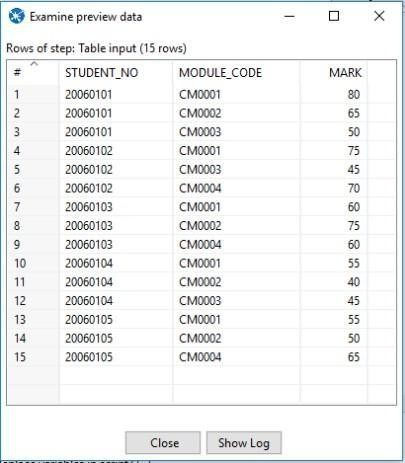 Examine preview data
Rows of step: Table input (15 rows)
# STUDENT_NO MODULE_CODE MARK
1 20060101 CM0001 80
2 20060101 CM0002 65
3 20060101 CM0003 50
4 20060102 CM0001 75
5 20060102 CM0003 45
6 20060102 CM0004 70
7 20060103 CM0001 60
8 20060103 CM0002 75
9 20060103 CM0004 60
10 20060104 CM0001 55
11 20060104 CM0002 40
12 20060104 CM0003 45
13 20060105 CM0001 55
14 20060105 CM0002 50
15 20060105 CM0004 65
Close Show Log